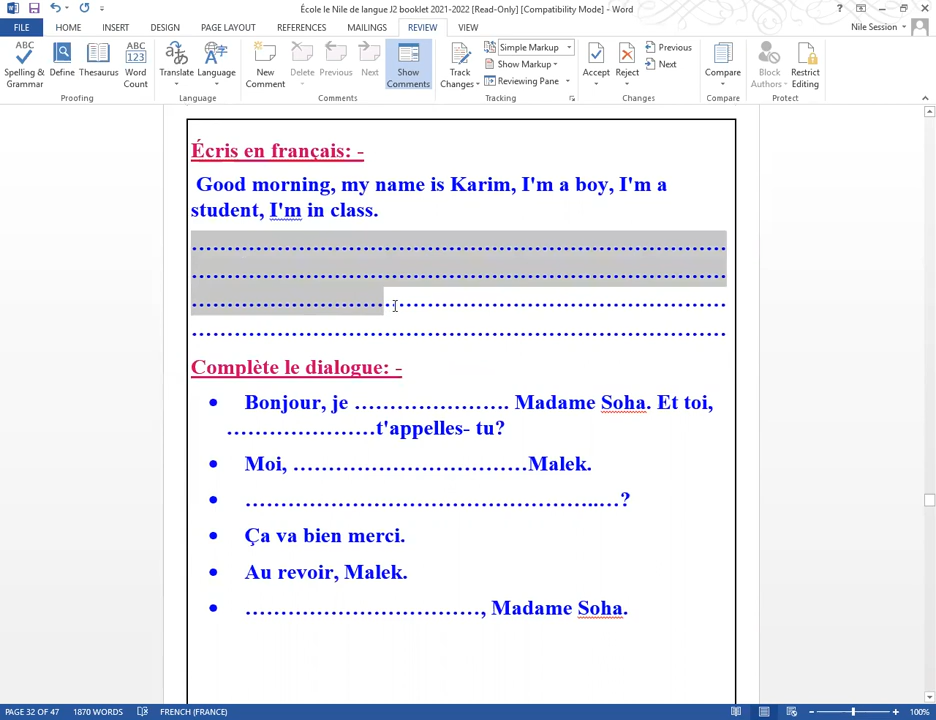 École le Nile de langue J2 booklet 2021-2022 [Read-Only] [Compatibility Mode] - Word
FILE HOME INSERT DESIGN PAGE LAYOUT REFERENCES MAILINGS REVIEW VIEW Nile Session
Spelling & Grammar
Define
Thesaurus
Word Count
Translate
Language
New Comment
Delete
Previous
Next
Show Comments
Track Changes
Simple Markup
Show Markup
Reviewing Pane
Accept
Reject
Previous
Next
Compare
Block Authors
Restrict Editing
Proofing Language Comments Tracking Changes Compare Protect
Écris en français: -
Good morning, my name is Karim, I'm a boy, I'm a
student, I'm in class.
…………………………………………………………………
…………………………………………………………………
…………………………………………………………………
…………………………………………………………………
Complète le dialogue: -
• Bonjour, je …………………. Madame Soha. Et toi,
…………………t'appelles- tu?
• Moi, ……………………………Malek.
• …………………………………………..…?
• Ça va bien merci.
• Au revoir, Malek.
• ……………………………, Madame Soha.
PAGE 32 OF 47 1870 WORDS FRENCH (FRANCE) 100%